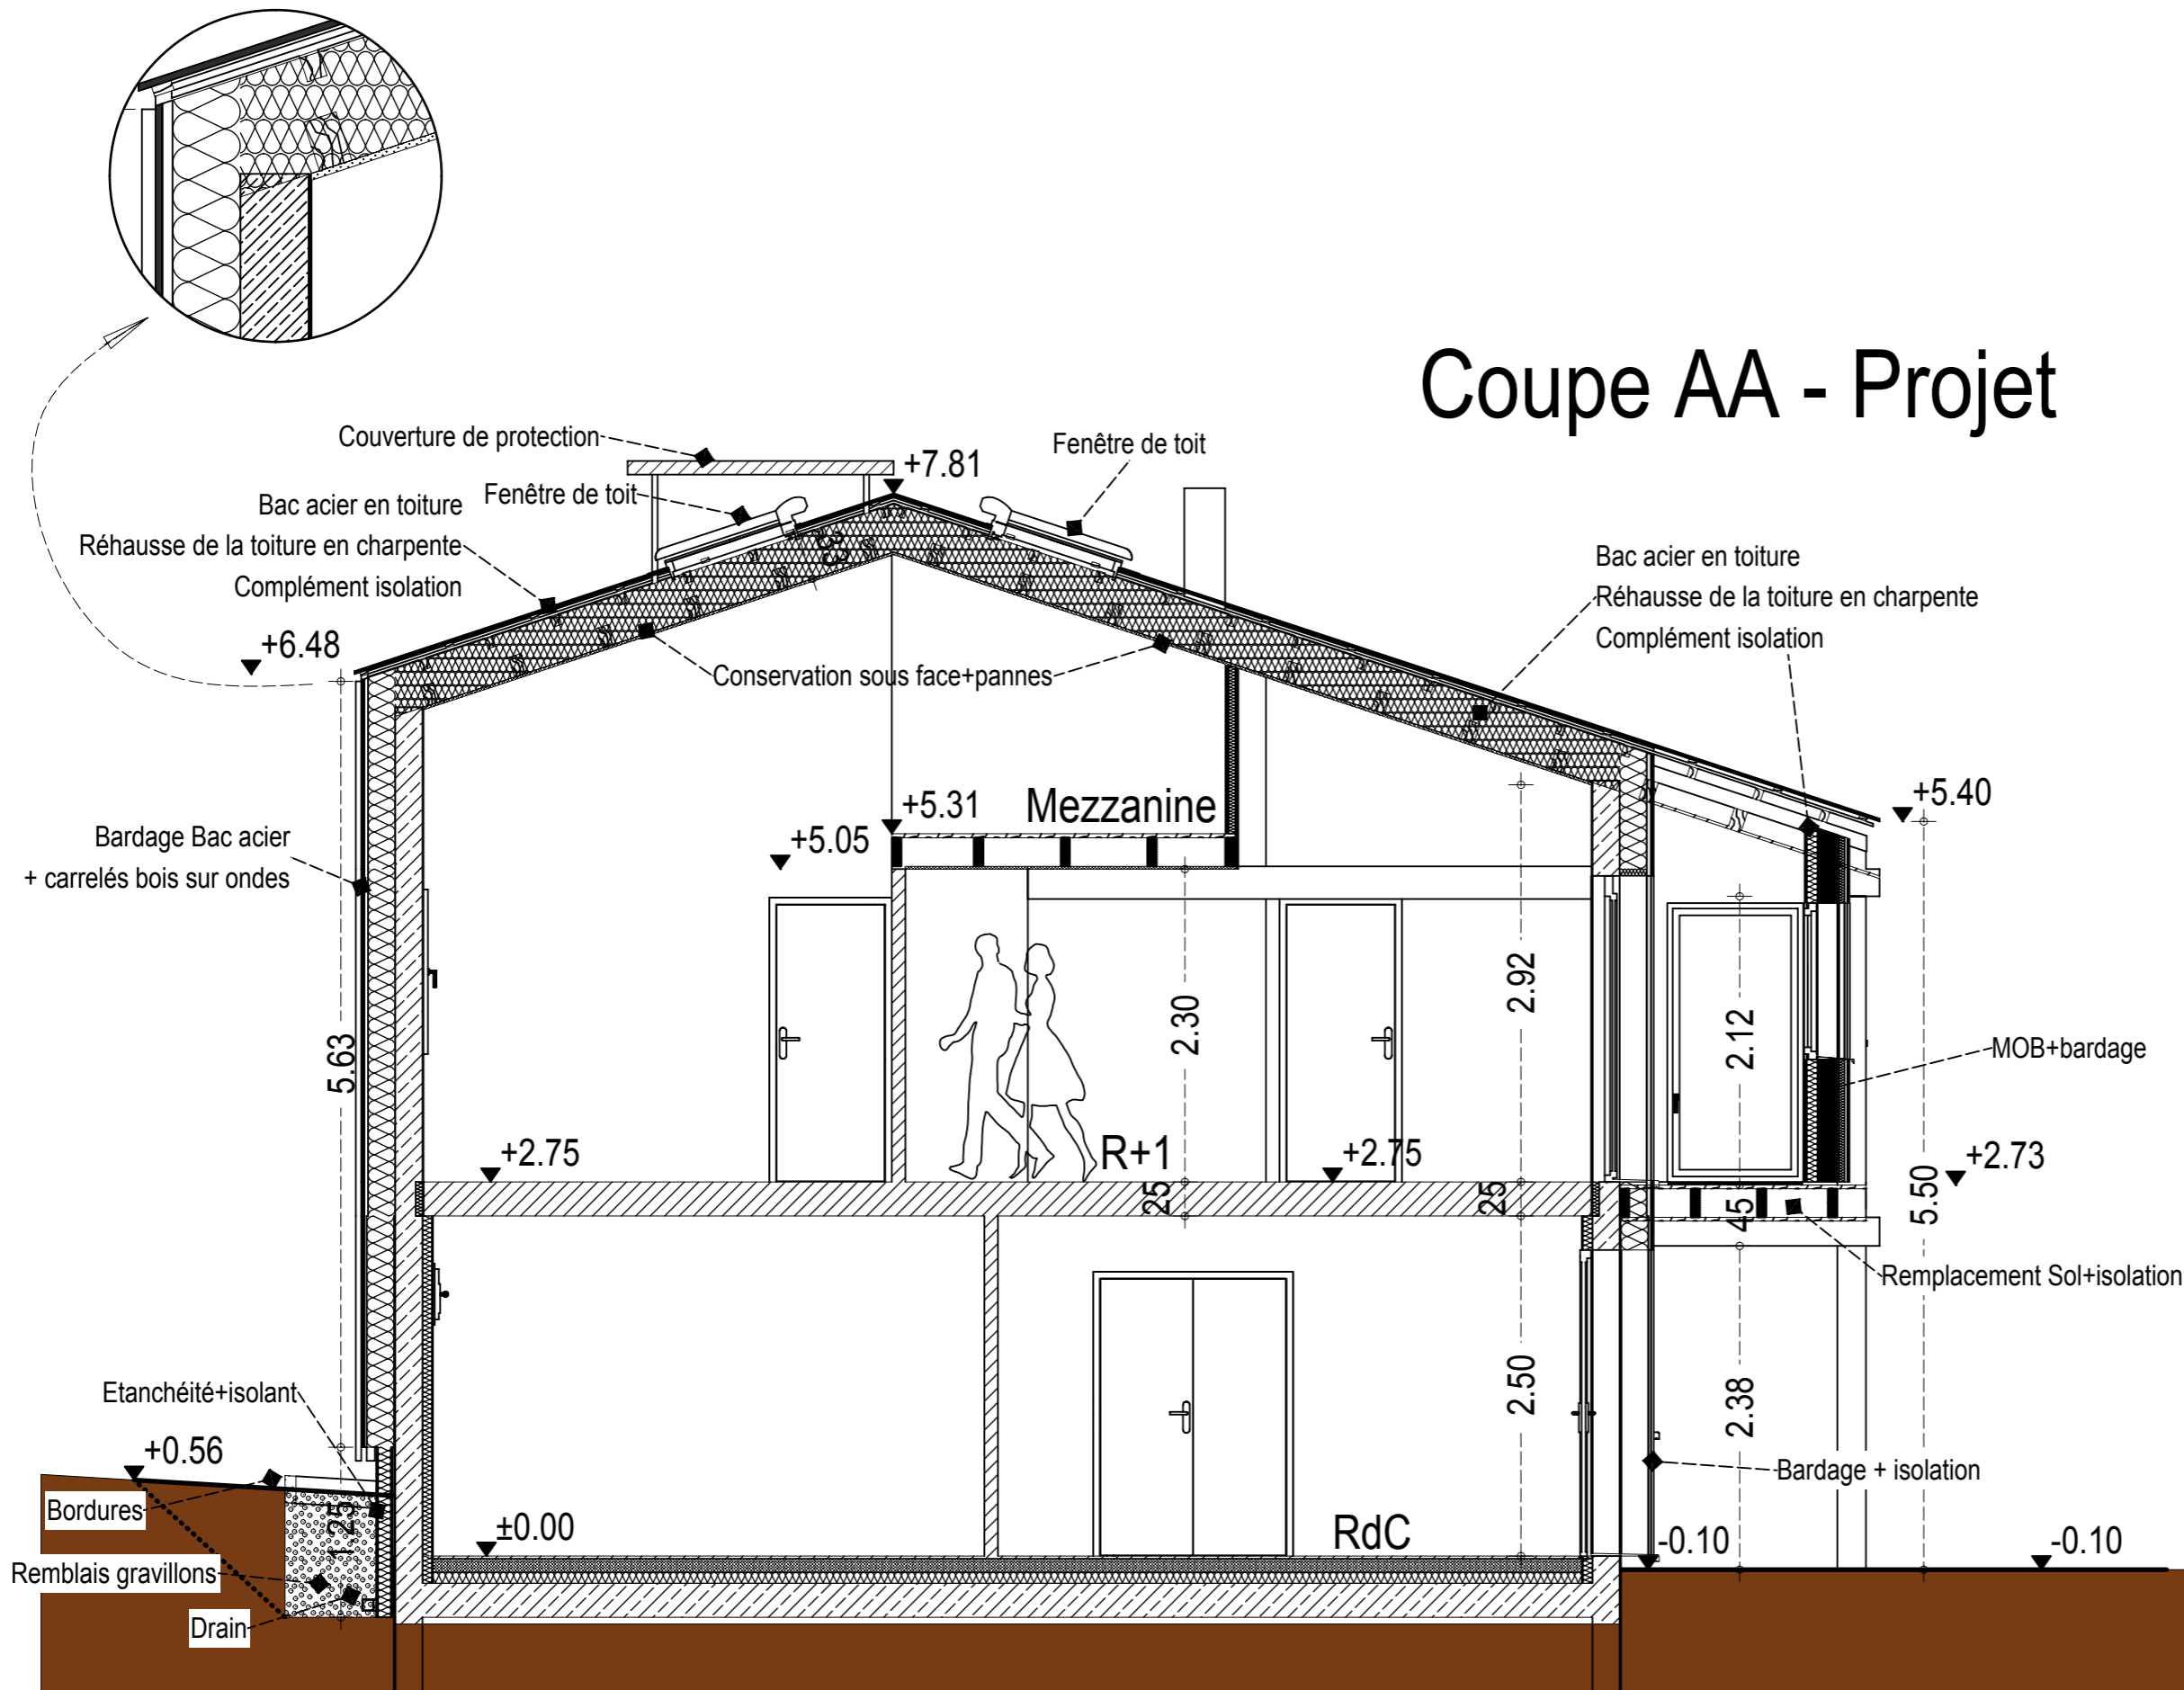 Coupe AA - Projet
Couverture de protection
Fenêtre de toit
+7.81
Fenêtre de toit
Bac acier en toiture
Réhausse de la toiture en charpente
Complément isolation
33
Bac acier en toiture
Réhausse de la toiture en charpente
Complément isolation
+6.48
Conservation sous face+pannes
+5.31
Mezzanine
+5.40
+5.05
Bardage Bac acier
+ carrelés bois sur ondes
2.92
2.30
2.12
5.63
MOB+bardage
+2.75
R+1
+2.75
+2.73
25
25
45
5.50
Remplacement Sol+isolation
2.50
2.38
Etanchéité+isolant
+0.56
Bardage + isolation
Bordures
1.25
±0.00
RdC
-0.10
-0.10
Remblais gravillons
Drain